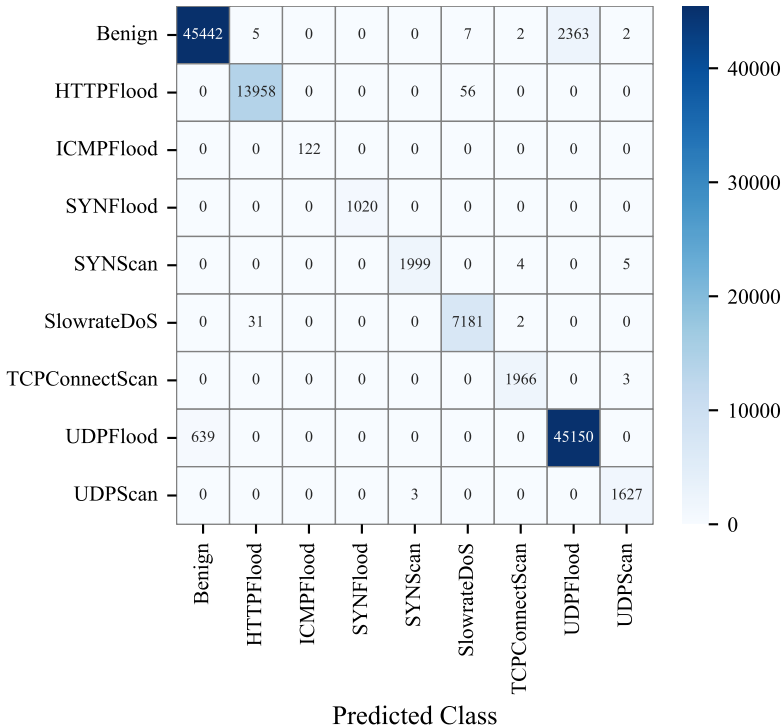 Benign 45442 5 0 0 0 7 2 2363 2
HTTPFlood 0 13958 0 0 0 56 0 0 0
ICMPFlood 0 0 122 0 0 0 0 0 0
SYNFlood 0 0 0 1020 0 0 0 0 0
SYNScan 0 0 0 0 1999 0 4 0 5
SlowrateDoS 0 31 0 0 0 7181 2 0 0
TCPConnectScan 0 0 0 0 0 0 1966 0 3
UDPFlood 639 0 0 0 0 0 0 45150 0
UDPScan 0 0 0 0 3 0 0 0 1627
Benign
HTTPFlood
ICMPFlood
SYNFlood
SYNScan
SlowrateDoS
TCPConnectScan
UDPFlood
UDPScan
Predicted Class
40000
30000
20000
10000
0